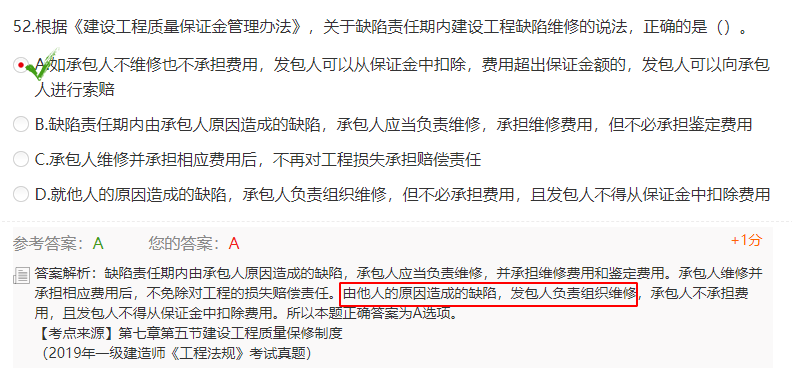 52.根据《建设工程质量保证金管理办法》，关于缺陷责任期内建设工程缺陷维修的说法，正确的是（）。
A.如承包人不维修也不承担费用，发包人可以从保证金中扣除，费用超出保证金额的，发包人可以向承包
人进行索赔
B.缺陷责任期内由承包人原因造成的缺陷，承包人应当负责维修，承担维修费用，但不必承担鉴定费用
C.承包人维修并承担相应费用后，不再对工程损失承担赔偿责任
D.就他人的原因造成的缺陷，承包人负责组织维修，但不必承担费用，且发包人不得从保证金中扣除费用
参考答案：A 您的答案：A +1分
答案解析：缺陷责任期内由承包人原因造成的缺陷，承包人应当负责维修，并承担维修费用和鉴定费用。承包人维修并
承担相应费用后，不免除对工程的损失赔偿责任。由他人的原因造成的缺陷，发包人负责组织维修，承包人不承担费
用，且发包人不得从保证金中扣除费用。所以本题正确答案为A选项。
【考点来源】第七章第五节建设工程质量保修制度
（2019年一级建造师《工程法规》考试真题）